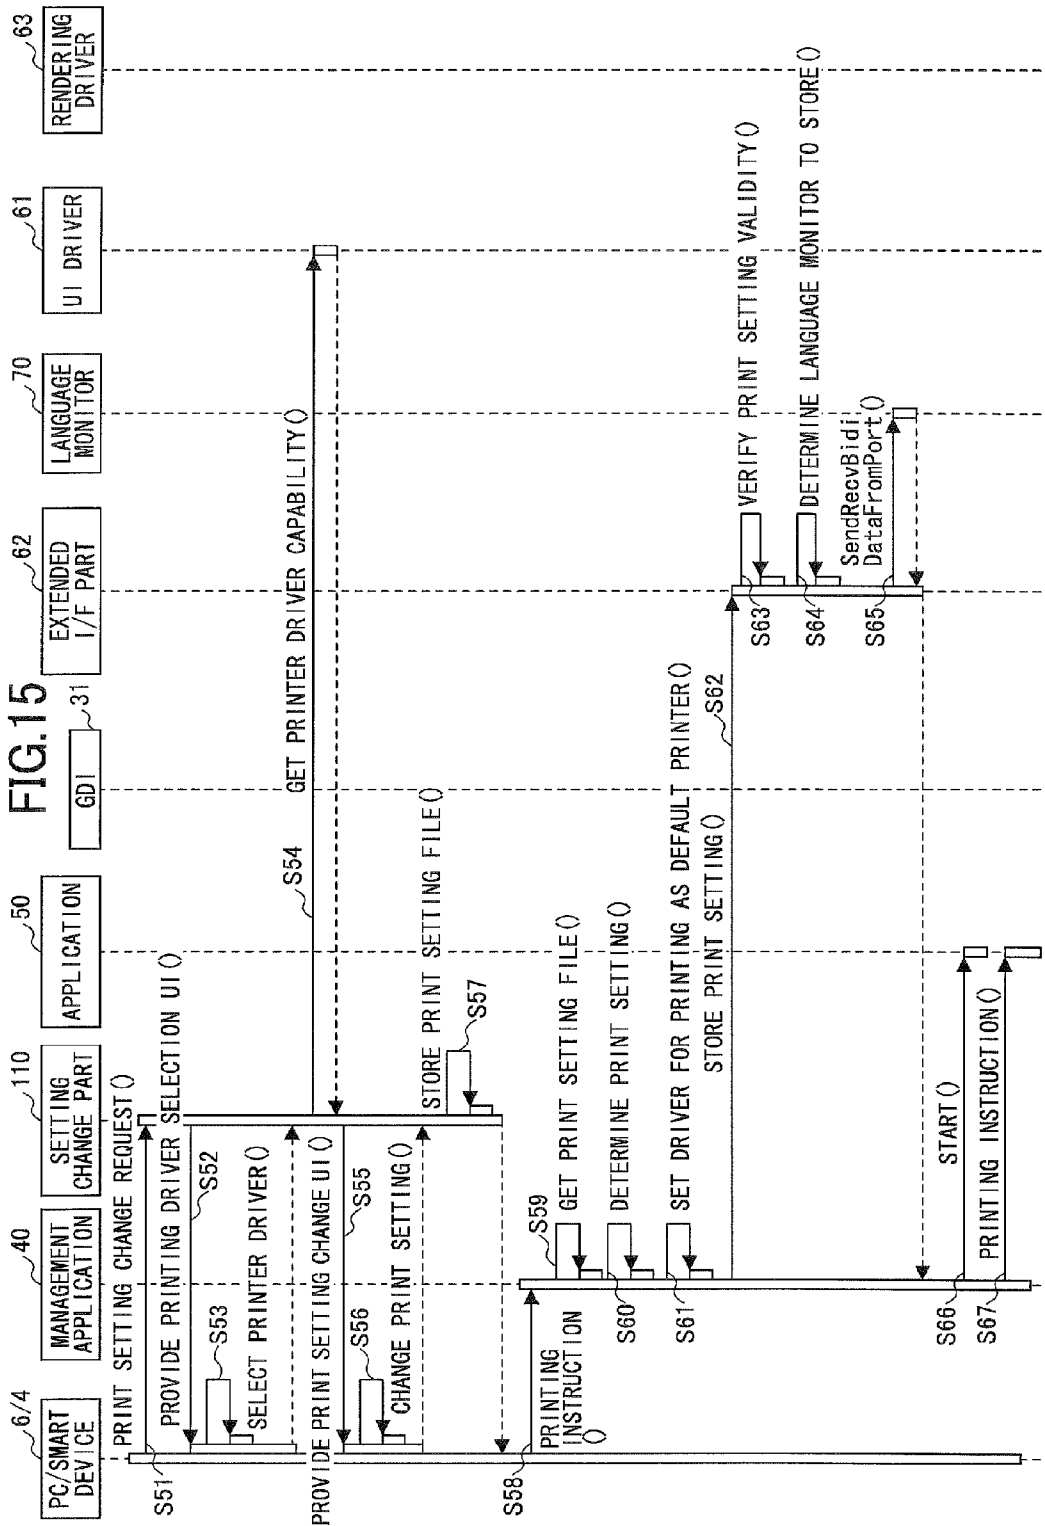 FIG.15
6/4
PC/SMART
DEVICE
40
MANAGEMENT
APPLICATION
110
SETTING
CHANGE PART
50
APPLICATION
31
GDI
62
EXTENDED
I/F PART
70
LANGUAGE
MONITOR
61
UI DRIVER
63
RENDERING
DRIVER
PRINT SETTING CHANGE REQUEST()
S51
PROVIDE PRINTING DRIVER SELECTION UI()
S52
S53
SELECT PRINTER DRIVER()
GET PRINTER DRIVER CAPABILITY()
S54
PROVIDE PRINT SETTING CHANGE UI()
S55
S56
CHANGE PRINT SETTING()
STORE PRINT SETTING FILE()
S57
S58
PRINTING
INSTRUCTION
()
S59
GET PRINT SETTING FILE()
S60
DETERMINE PRINT SETTING()
S61
SET DRIVER FOR PRINTING AS DEFAULT PRINTER()
STORE PRINT SETTING()
S62
S63
VERIFY PRINT SETTING VALIDITY()
S64
DETERMINE LANGUAGE MONITOR TO STORE()
S65
SendRecvBidi
DataFromPort()
S66
START()
S67
PRINTING INSTRUCTION()